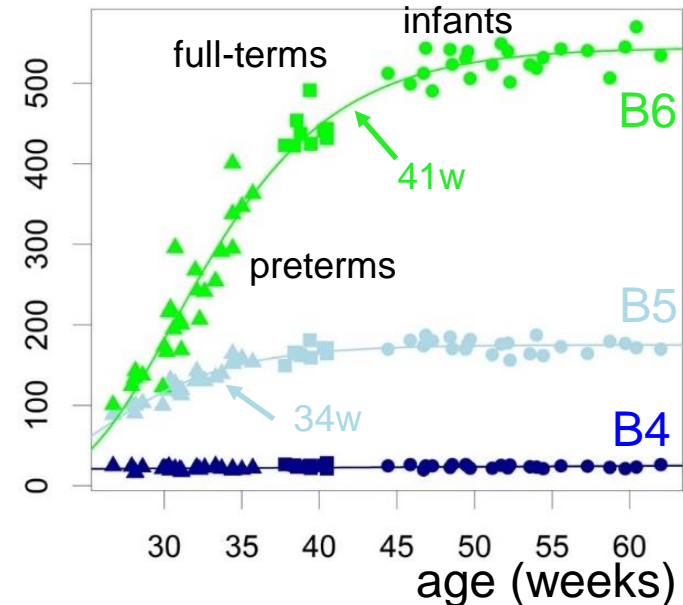 infants
full-terms
500
B6
400
41w
300
preterms
B5
200
B4
100
34w
0
30 35 40 45 50 55 60
age (weeks)